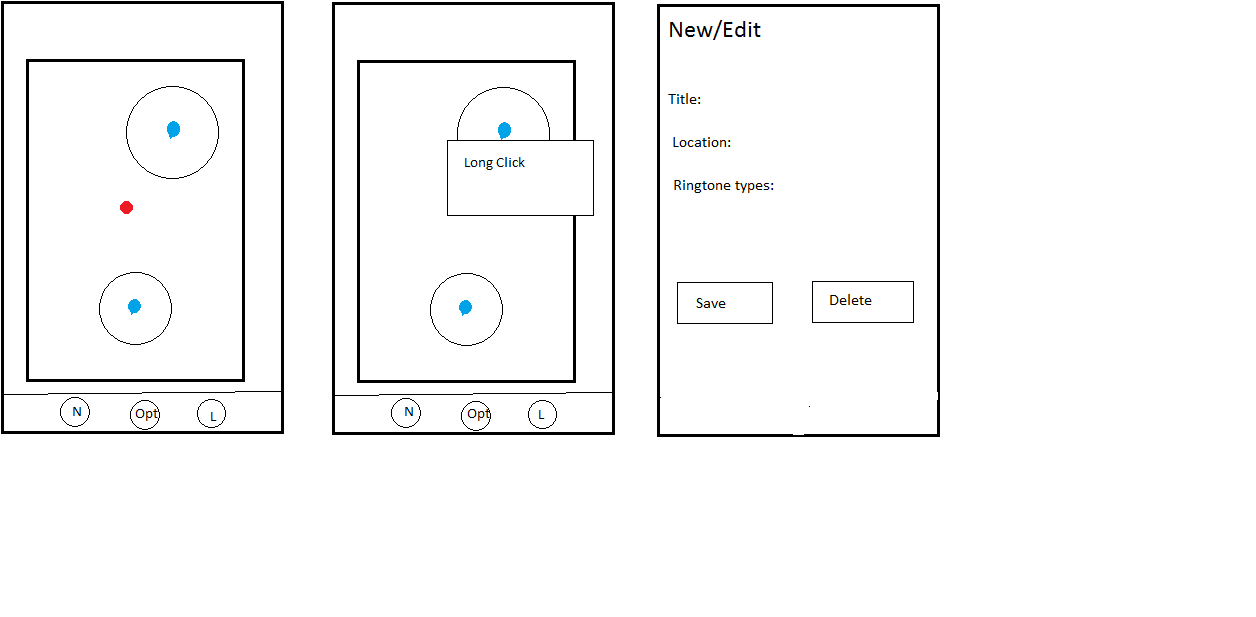 N
Opt
L
Long Click
N
Opt
L
New/Edit
Title:
Location:
Ringtone types:
Save
Delete